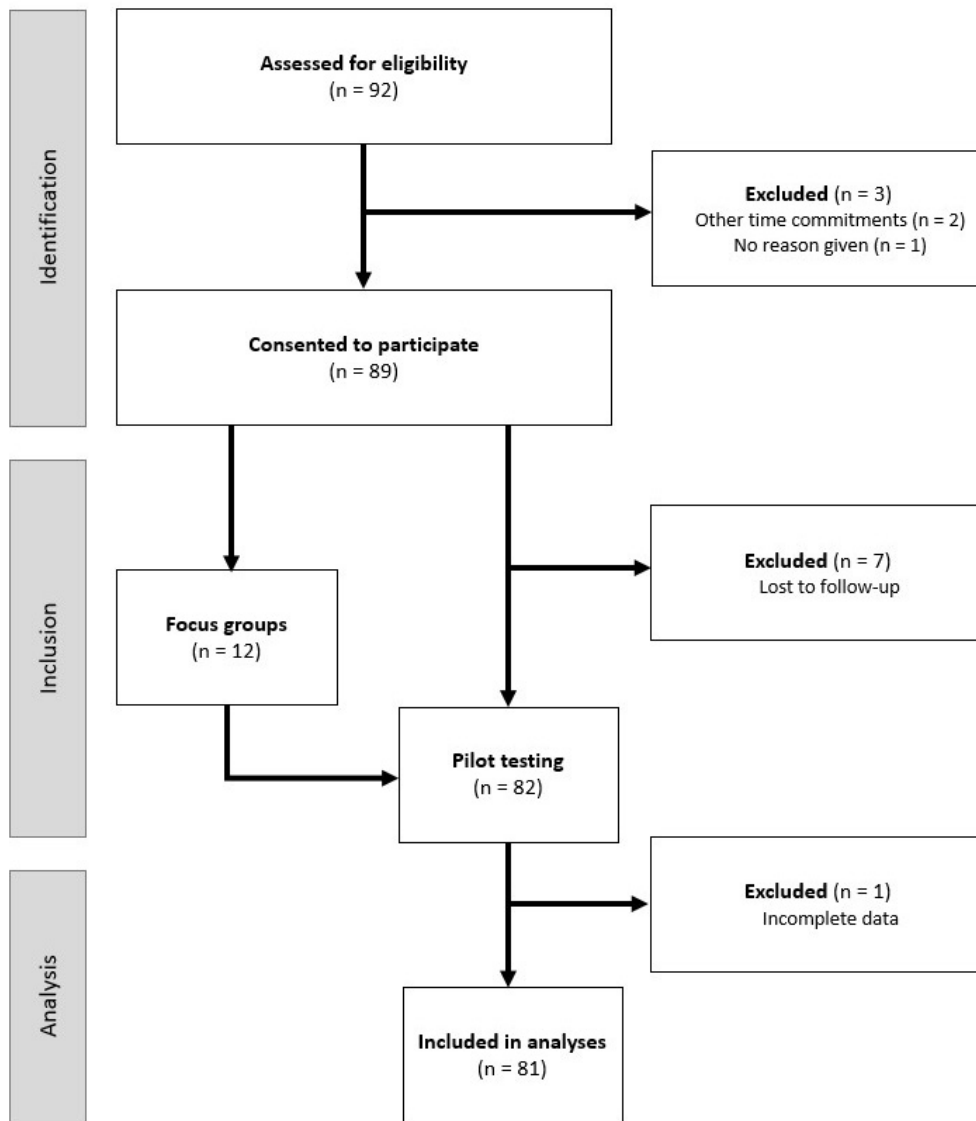 Identification
Assessed for eligibility
(n = 92)
Excluded (n = 3)
Other time commitments (n = 2)
No reason given (n = 1)
Consented to participate
(n = 89)
Inclusion
Excluded (n = 7)
Lost to follow-up
Focus groups
(n = 12)
Pilot testing
(n = 82)
Analysis
Excluded (n = 1)
Incomplete data
Included in analyses
(n = 81)